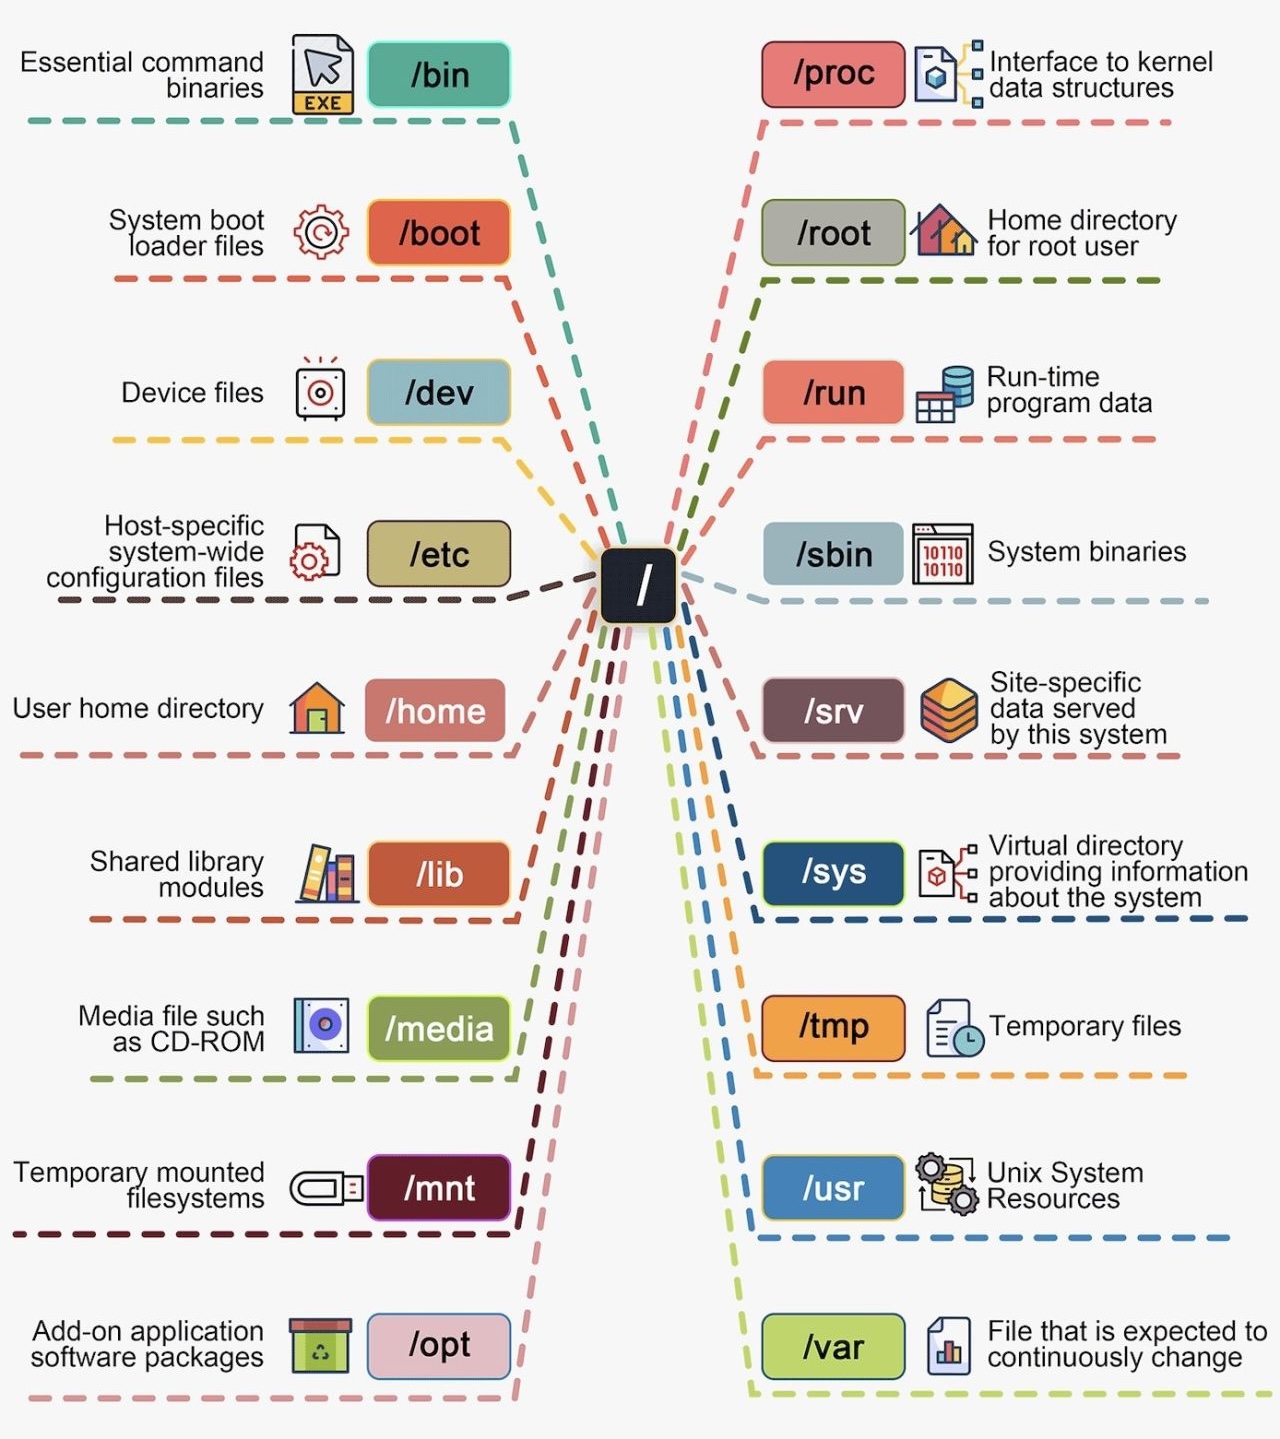 Essential command
binaries
EXE
/bin
System boot
loader files
/boot
Device files
/dev
Host-specific
system-wide
configuration files
/etc
User home directory
/home
Shared library
modules
/lib
Media file such
as CD-ROM
/media
Temporary mounted
filesystems
/mnt
Add-on application
software packages
/opt
/
/proc
Interface to kernel
data structures
/root
Home directory
for root user
/run
Run-time
program data
/sbin
10110
10110
System binaries
/srv
Site-specific
data served
by this system
/sys
Virtual directory
providing information
about the system
/tmp
Temporary files
/usr
Unix System
Resources
/var
File that is expected to
continuously change